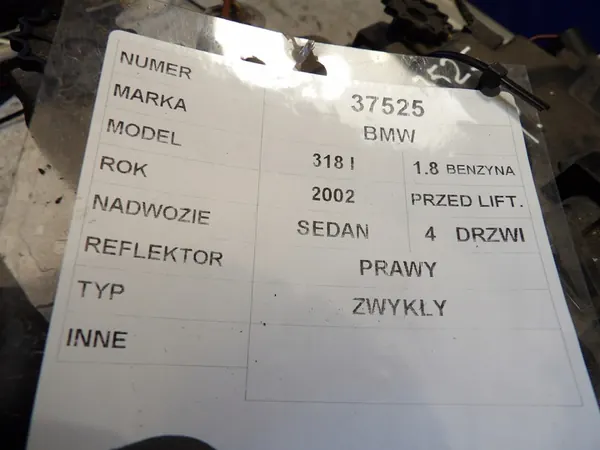 NUMER 37525
MARKA BMW
MODEL 318 I 1.8 BENZYNA
ROK 2002 PRZED LIFT.
NADWOZIE SEDAN 4 DRZWI
REFLEKTOR PRAWY
TYP ZWYKŁY
INNE